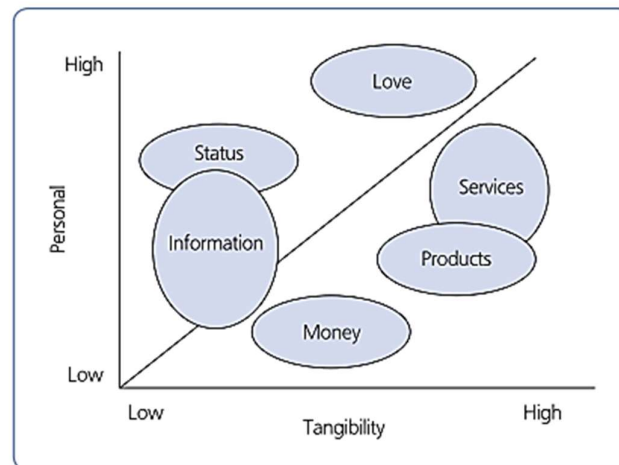 High
Love
Status
Personal
Services
Information
Products
Money
Low
Low
High
Tangibility